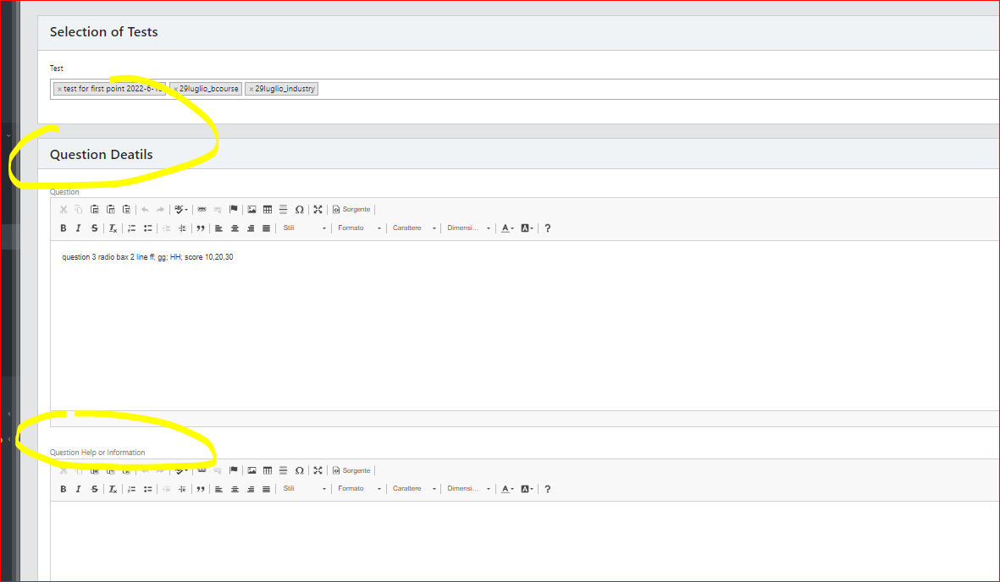 Selection of Tests
Test
× test for first point 2022-6- × 29luglio_bcourse × 29luglio_industry
Question Deatils
Question
Sorgente
B I S Tx Stili Formato Carattere Dimensi... A A ?
question 3 radio bax 2 line ff; gg; HH; score 10,20,30
Question Help or Information
Sorgente
B I S Tx Stili Formato Carattere Dimensi... A A ?